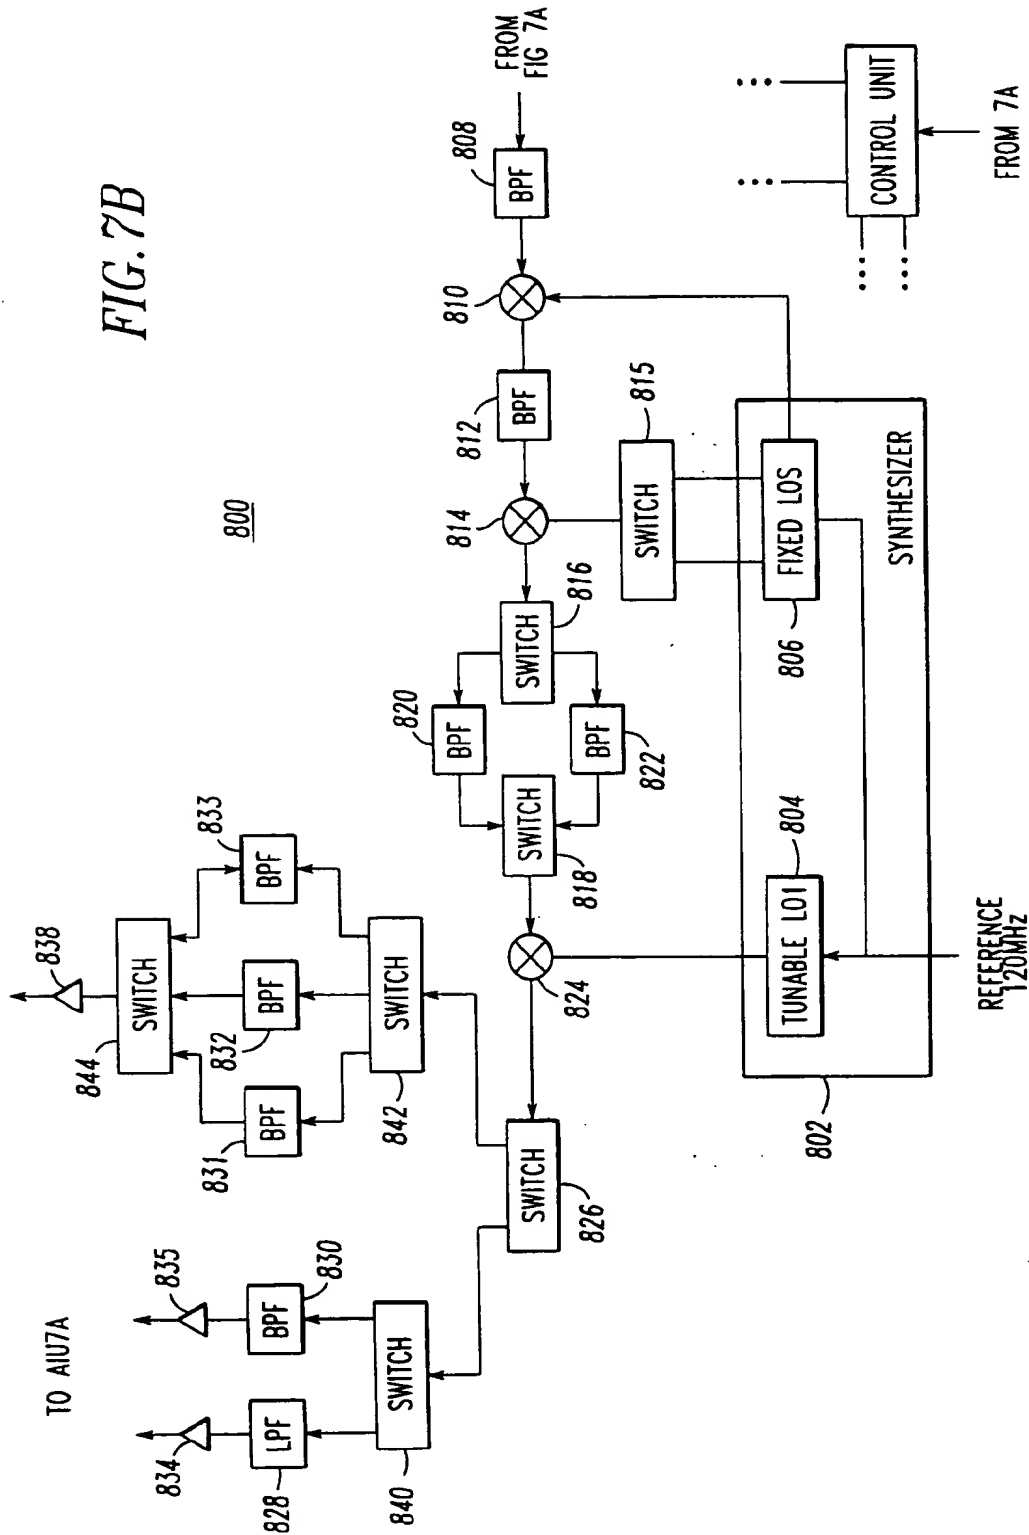 FIG. 7B
800
TO AIU7A
834
835
838
LPF
828
BPF
830
SWITCH
840
SWITCH
844
BPF
831
BPF
832
BPF
833
SWITCH
842
SWITCH
826
824
SWITCH
818
BPF
820
BPF
822
SWITCH
816
814
BPF
812
810
BPF
808
FROM
FIG 7A
SWITCH
815
TUNABLE LO1
804
FIXED LOS
806
SYNTHESIZER
802
REFERENCE
120MHz
CONTROL UNIT
FROM 7A